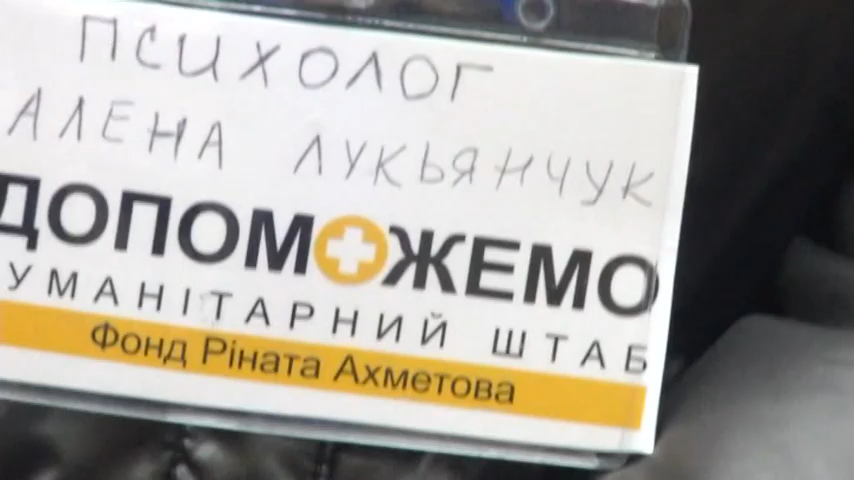 ПСИХОЛОГ
АЛЕНА ЛУКЬЯНЧУК
ДОПОМОЖЕМО
УМАНІТАРНИЙ ШТАБ
Фонд Ріната Ахметова